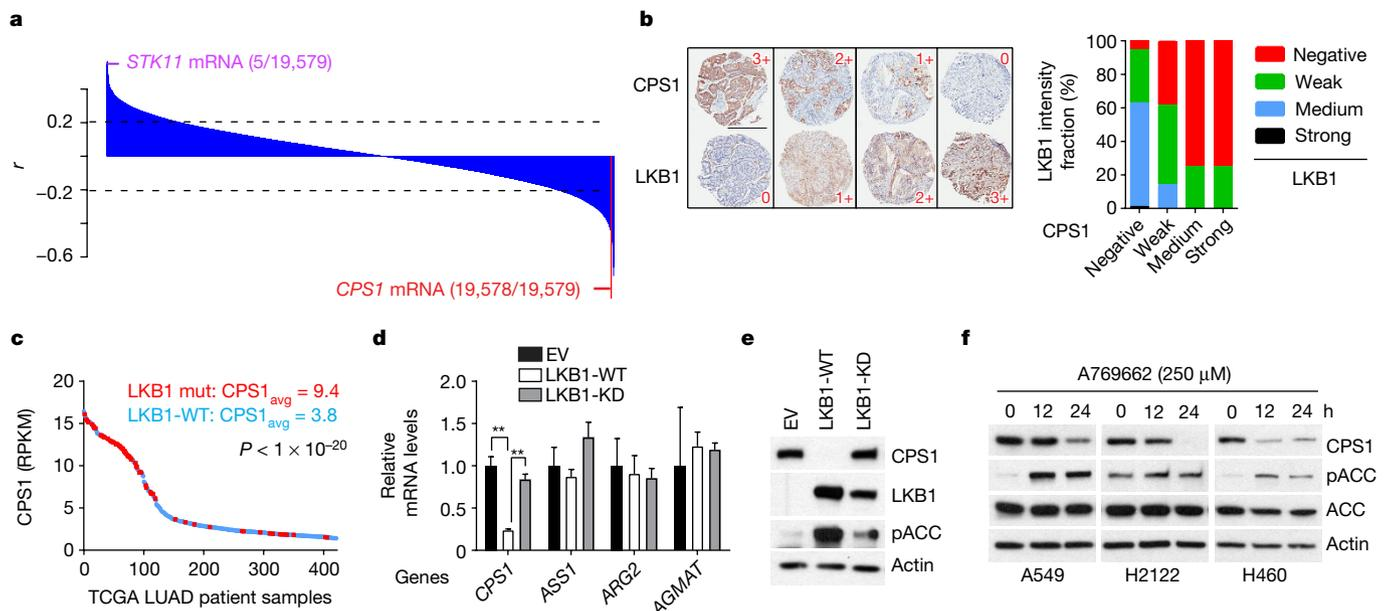 a
STK11 mRNA (5/19,579)
0.2
r
−0.2
−0.6
CPS1 mRNA (19,578/19,579)
b
CPS1
3+
2+
1+
0
LKB1
0
1+
2+
3+
LKB1 intensity
fraction (%)
100
80
60
40
20
0
CPS1
Negative
Weak
Medium
Strong
Negative
Weak
Medium
Strong
LKB1
c
CPS1 (RPKM)
20
15
10
5
0
LKB1 mut: CPS1avg = 9.4
LKB1-WT: CPS1avg = 3.8
P < 1 × 10–20
0 100 200 300 400
TCGA LUAD patient samples
d
EV
LKB1-WT
LKB1-KD
Relative
mRNA levels
2.0
1.5
1.0
0.5
0
**
**
Genes
CPS1
ASS1
ARG2
AGMAT
e
EV
LKB1-WT
LKB1-KD
CPS1
LKB1
pACC
Actin
f
A769662 (250 μM)
0 12 24 0 12 24 0 12 24 h
CPS1
pACC
ACC
Actin
A549 H2122 H460